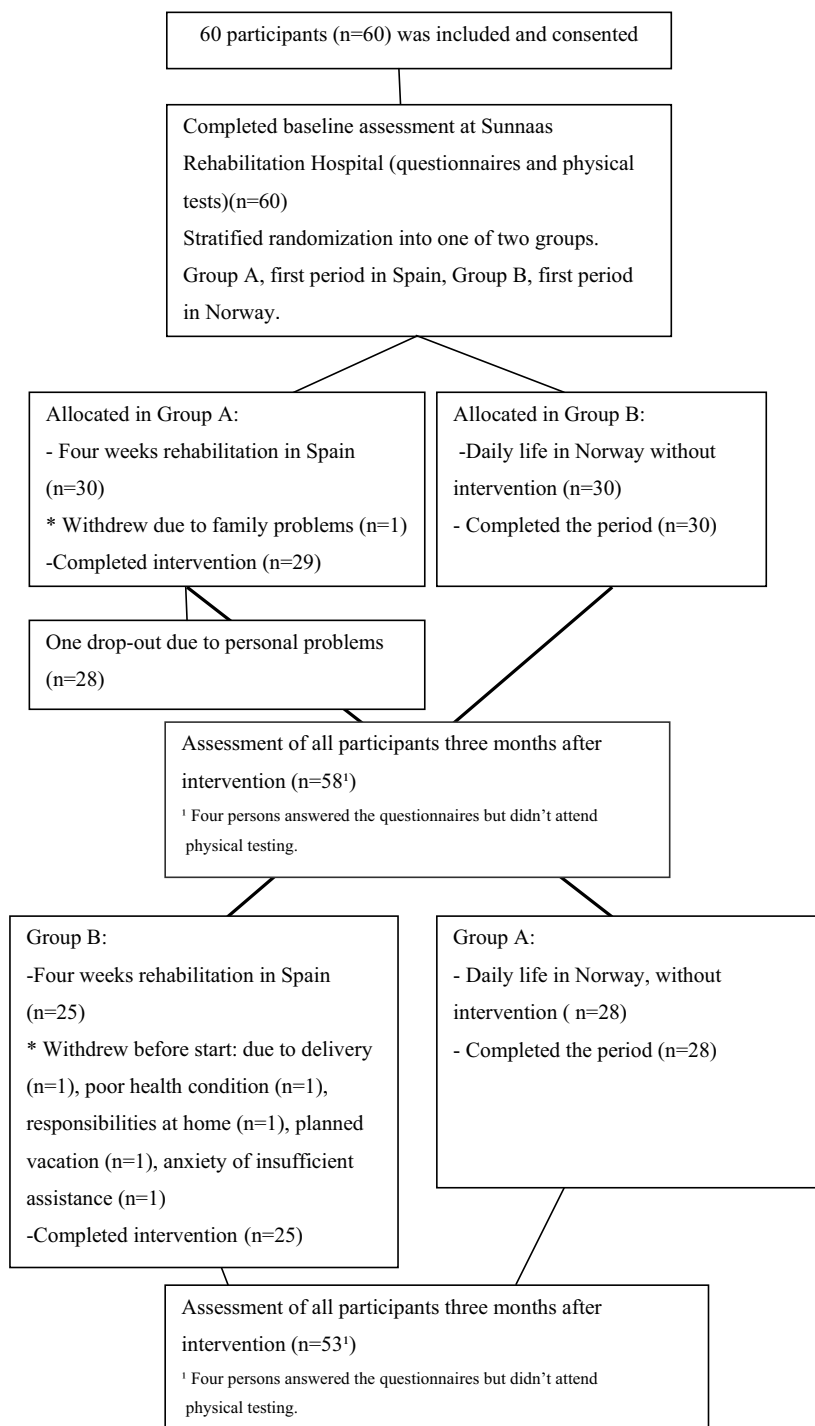 60 participants (n=60) was included and consented
Completed baseline assessment at Sunnaas
Rehabilitation Hospital (questionnaires and physical
tests)(n=60)
Stratified randomization into one of two groups.
Group A, first period in Spain, Group B, first period
in Norway.
Allocated in Group A:
- Four weeks rehabilitation in Spain
(n=30)
* Withdrew due to family problems (n=1)
-Completed intervention (n=29)
Allocated in Group B:
-Daily life in Norway without
intervention (n=30)
- Completed the period (n=30)
One drop-out due to personal problems
(n=28)
Assessment of all participants three months after
intervention (n=58¹)
¹ Four persons answered the questionnaires but didn’t attend
physical testing.
Group B:
-Four weeks rehabilitation in Spain
(n=25)
* Withdrew before start: due to delivery
(n=1), poor health condition (n=1),
responsibilities at home (n=1), planned
vacation (n=1), anxiety of insufficient
assistance (n=1)
-Completed intervention (n=25)
Group A:
- Daily life in Norway, without
intervention ( n=28)
- Completed the period (n=28)
Assessment of all participants three months after
intervention (n=53¹)
¹ Four persons answered the questionnaires but didn’t attend
physical testing.